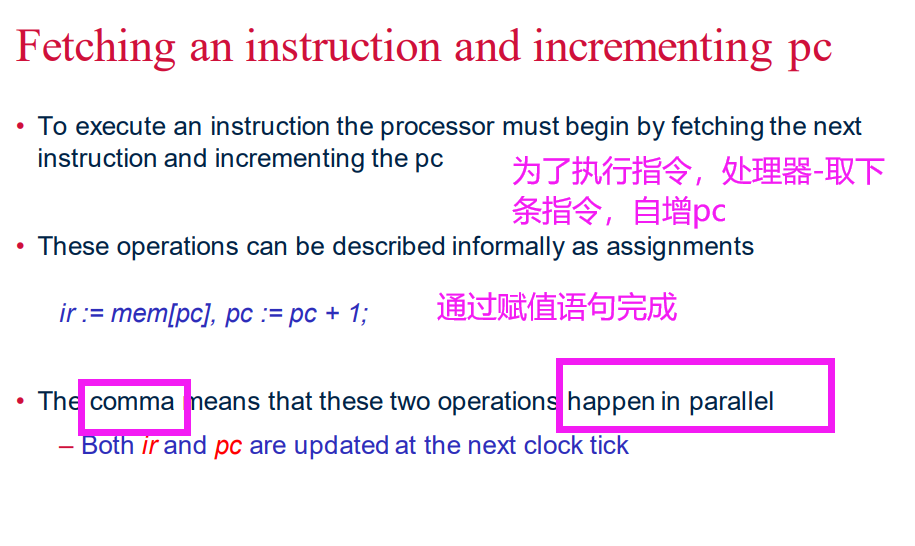 Fetching an instruction and incrementing pc
• To execute an instruction the processor must begin by fetching the next
instruction and incrementing the pc
为了执行指令，处理器-取下
条指令，自增pc
• These operations can be described informally as assignments
ir := mem[pc], pc := pc + 1;
通过赋值语句完成
• The comma means that these two operations happen in parallel
– Both ir and pc are updated at the next clock tick